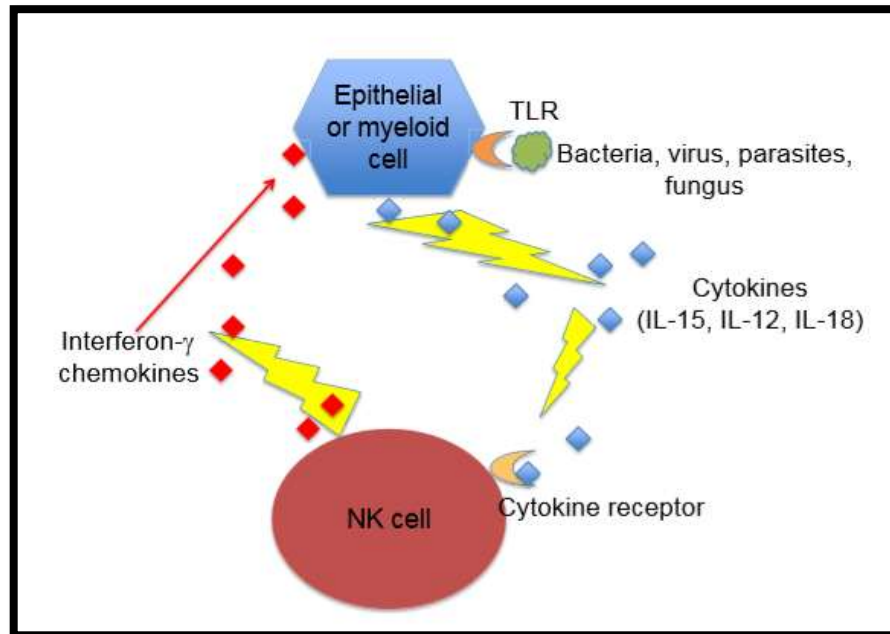 Epithelial
or myeloid
cell
TLR
Bacteria, virus, parasites,
fungus
Cytokines
(IL-15, IL-12, IL-18)
Interferon-γ
chemokines
Cytokine receptor
NK cell